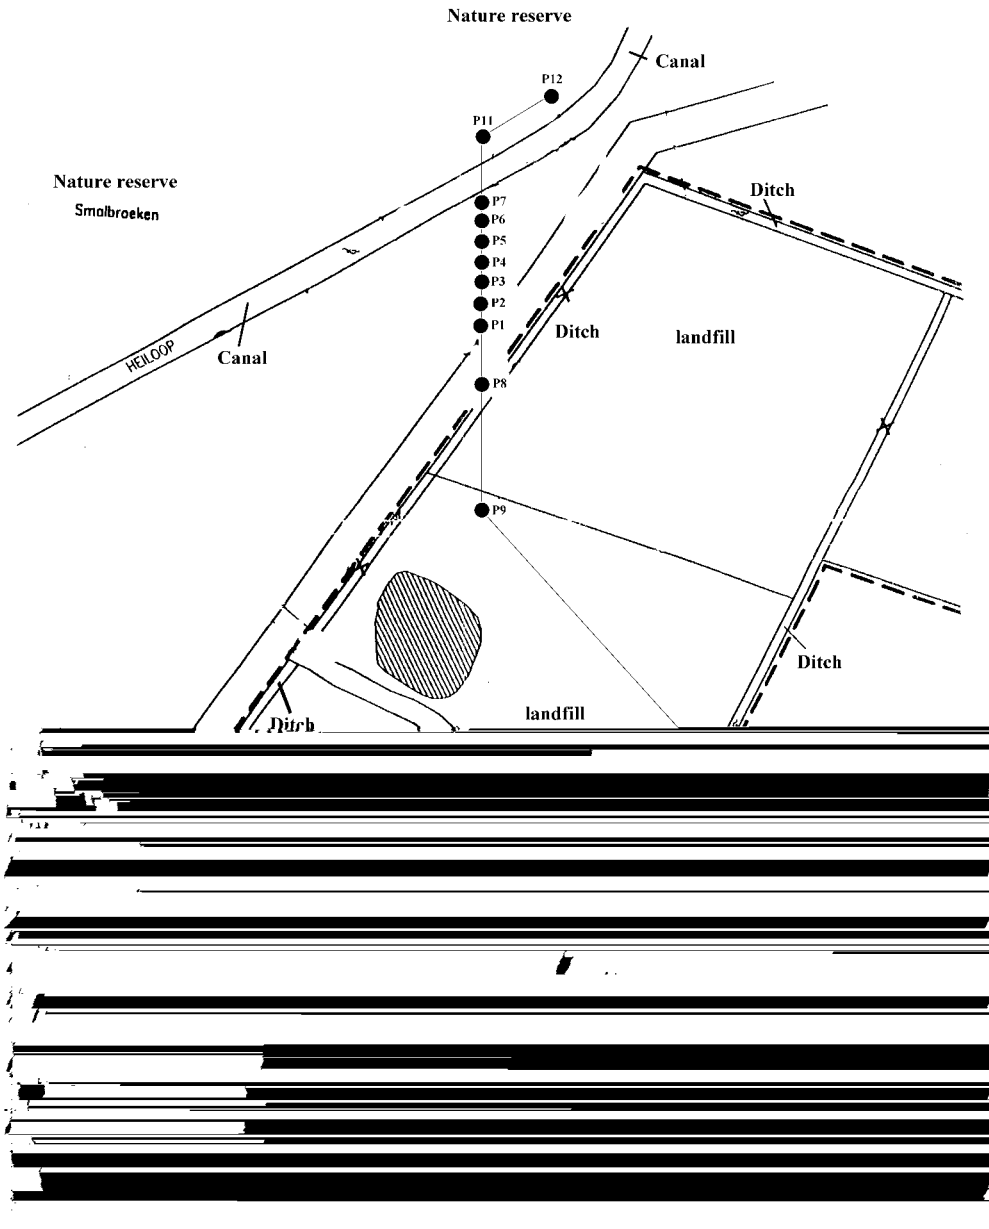 Nature reserve
Canal
P12
P11
Nature reserve
Smalbroeken
Ditch
P7
P6
P5
P4
P3
P2
P1
Ditch
landfill
HEILOOP
Canal
P8
P9
Ditch
landfill
Ditch